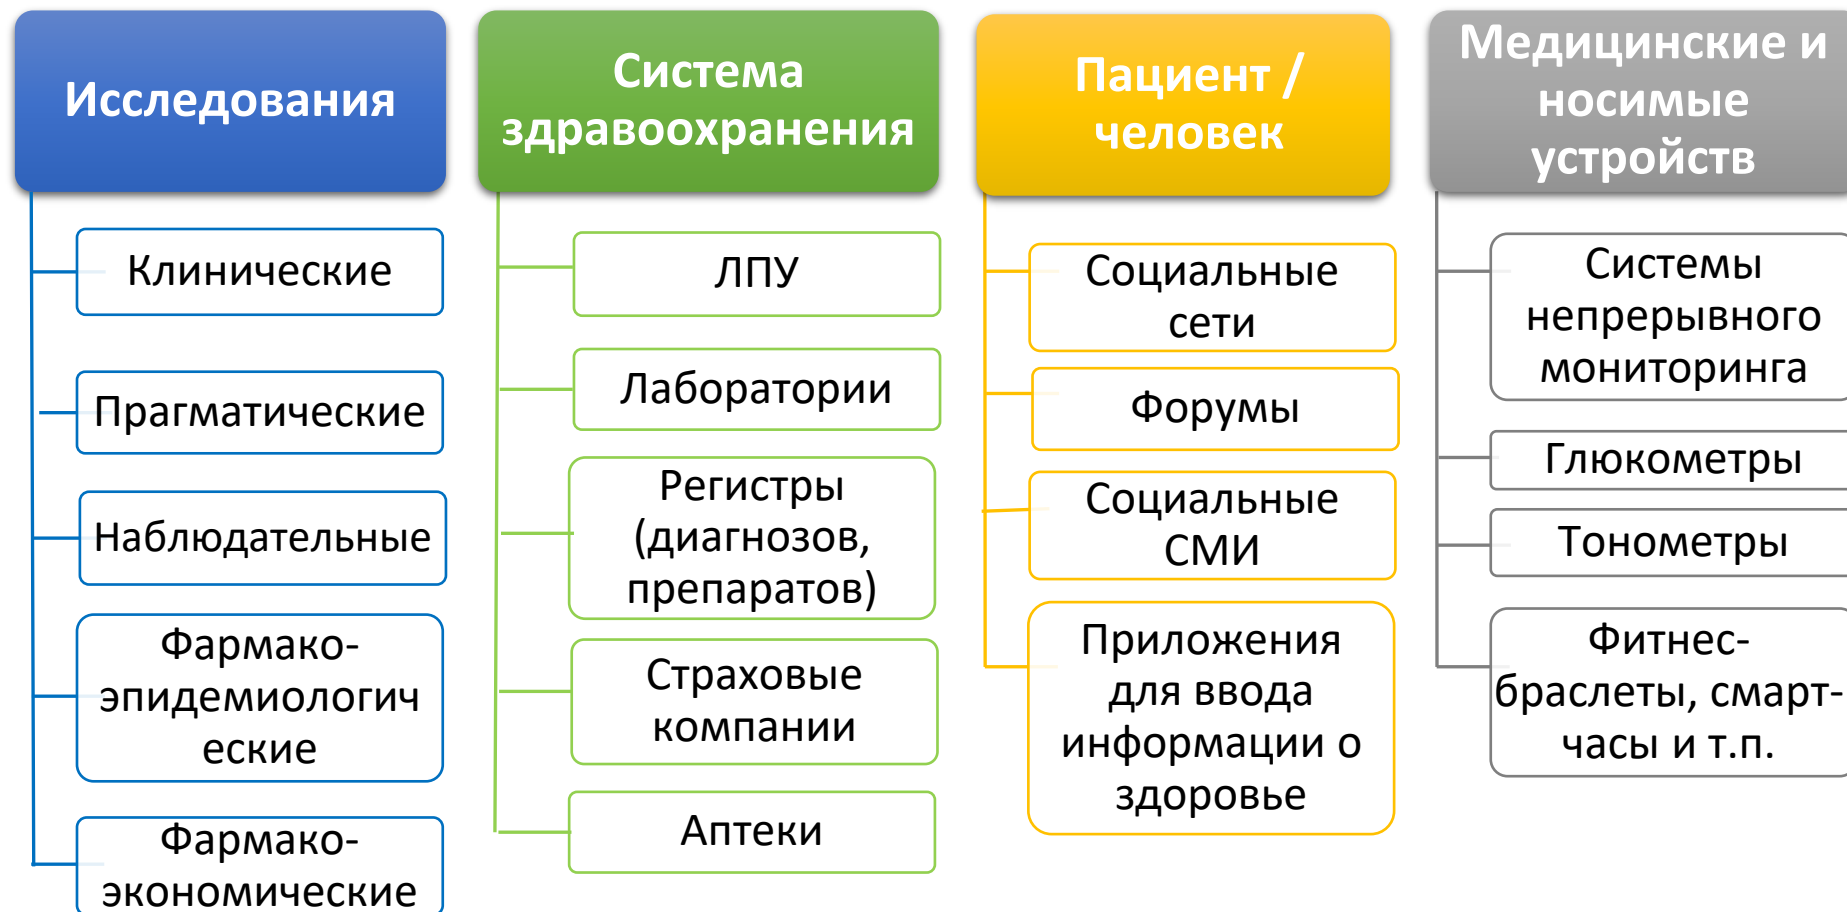 Исследования
Клинические
Прагматические
Наблюдательные
Фармако-
эпидемиологич
еские
Фармако-
экономические
Система
здравоохранения
ЛПУ
Лаборатории
Регистры
(диагнозов,
препаратов)
Страховые
компании
Аптеки
Пациент /
человек
Социальные
сети
Форумы
Социальные
СМИ
Приложения
для ввода
информации о
здоровье
Медицинские и
носимые
устройств
Системы
непрерывного
мониторинга
Глюкометры
Тонометры
Фитнес-
браслеты, смарт-
часы и т.п.